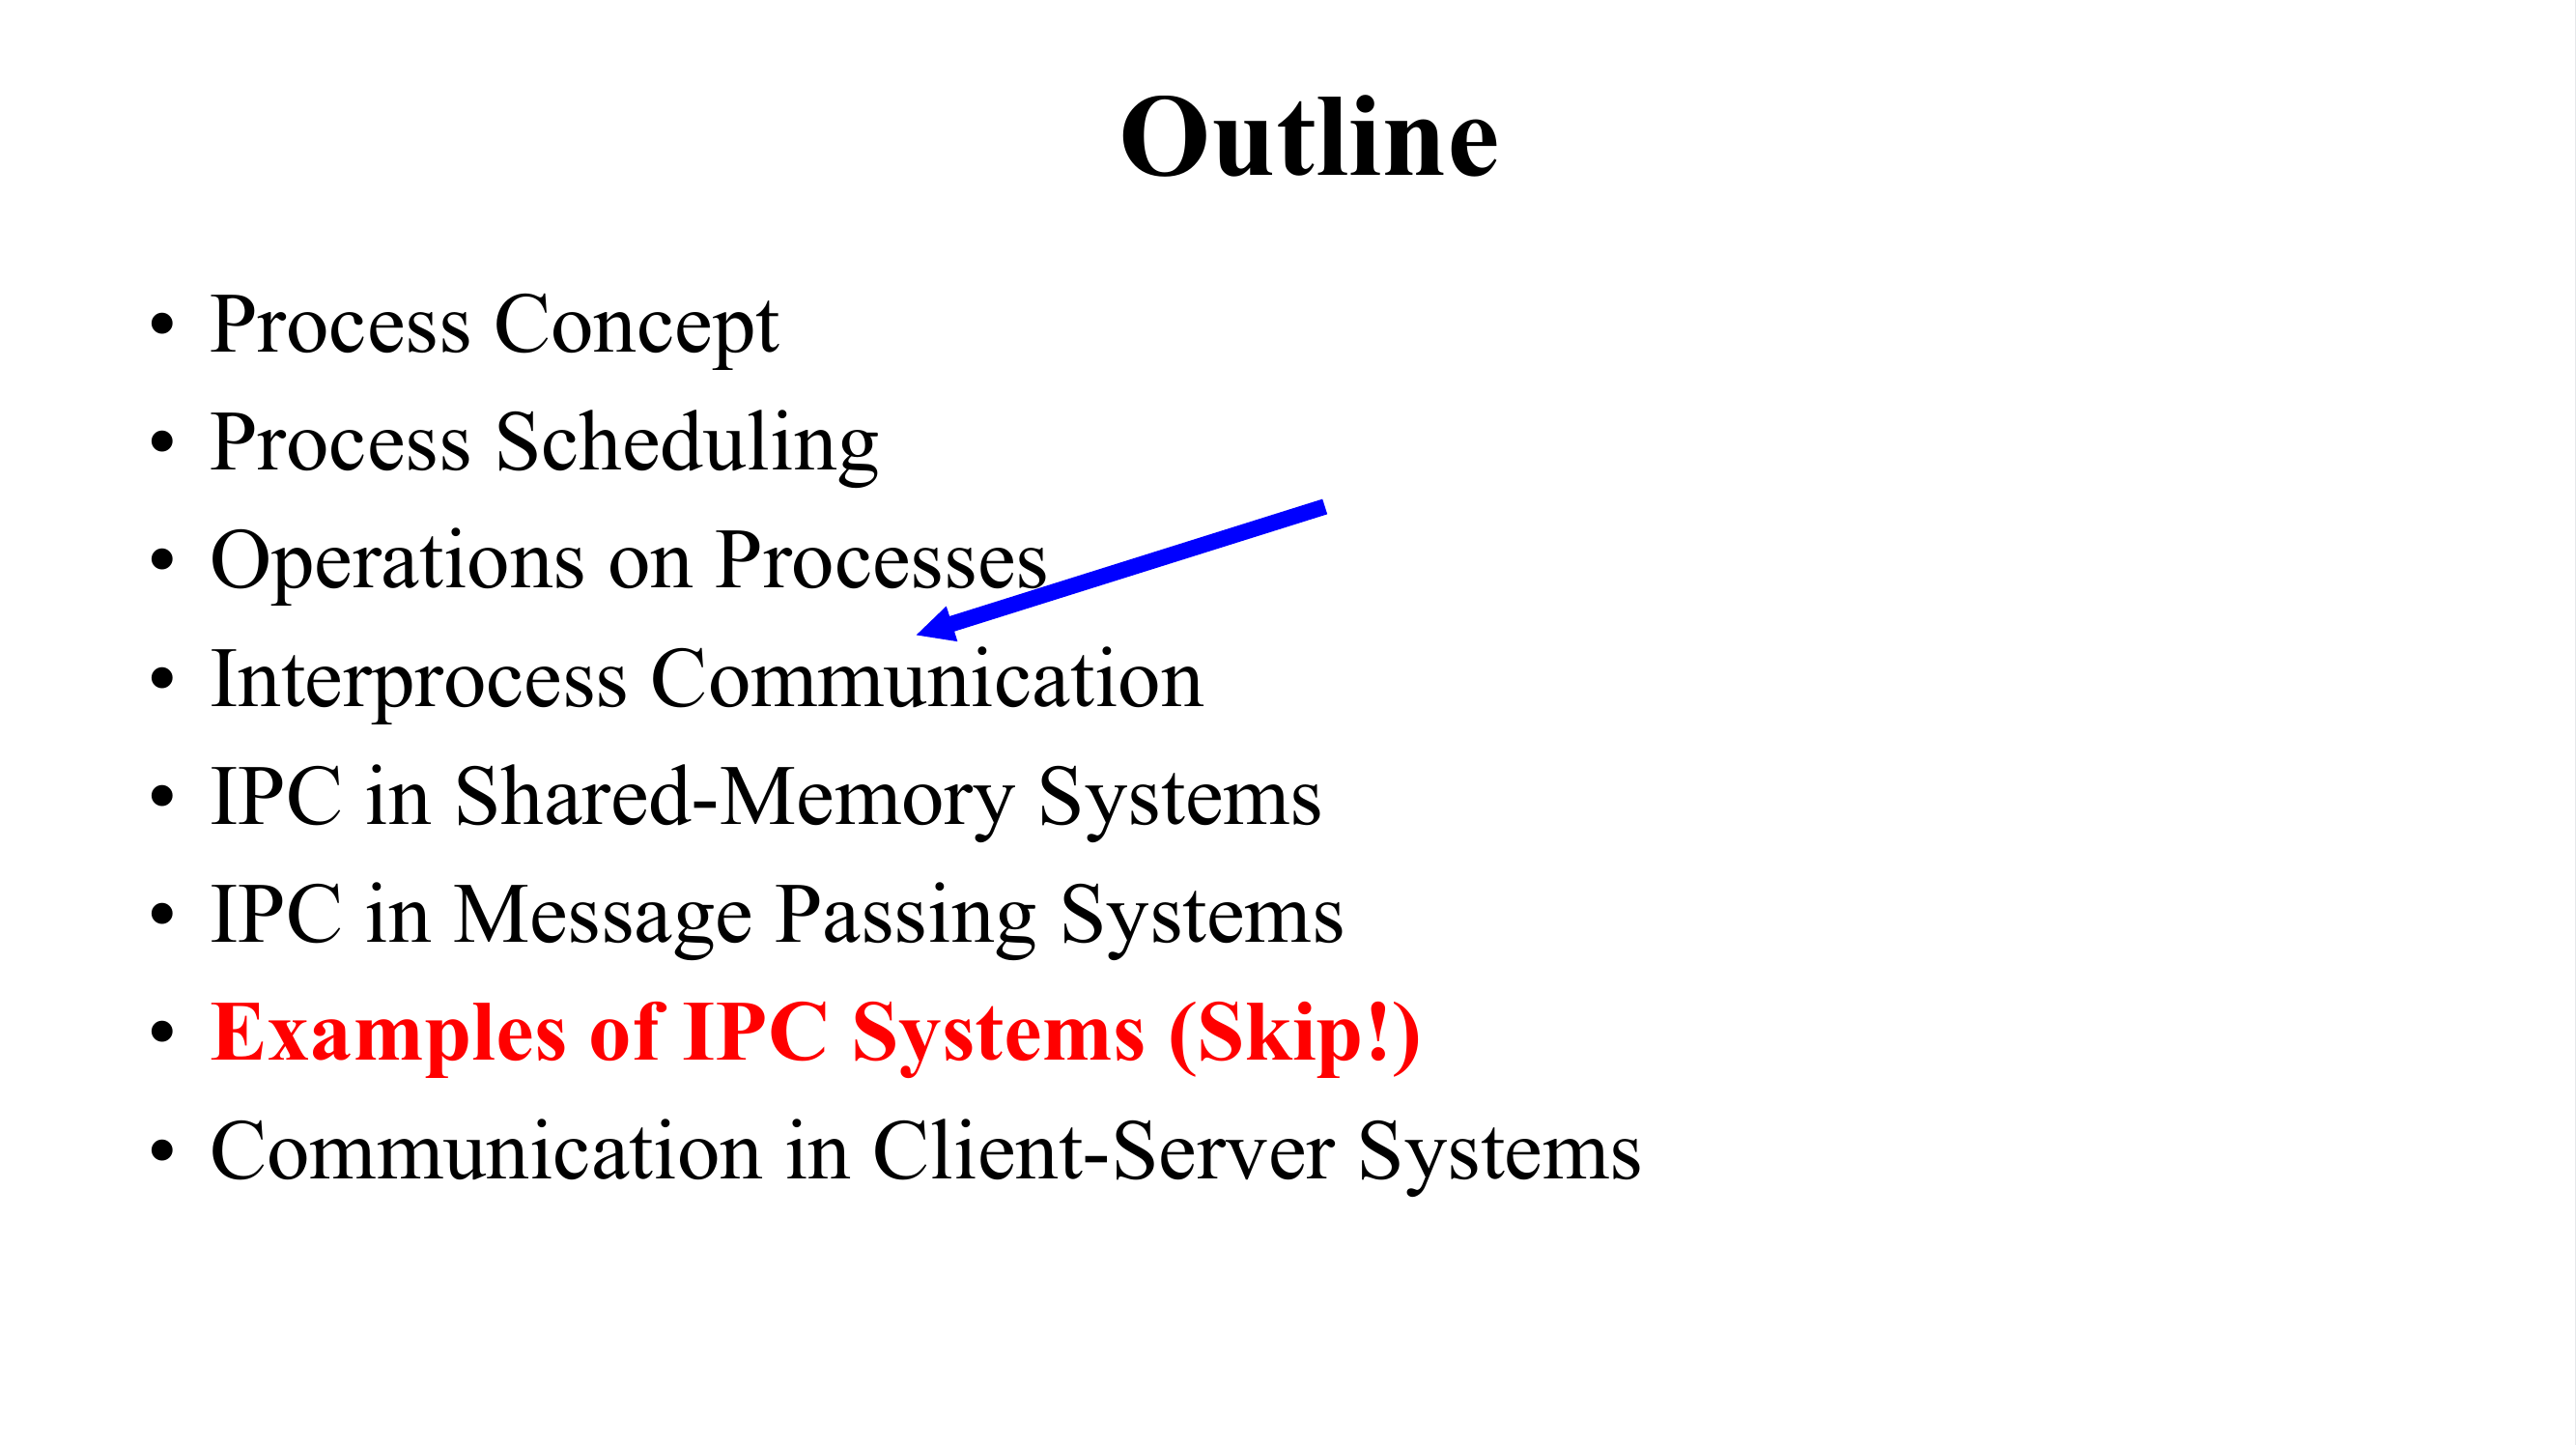 Outline
• Process Concept
• Process Scheduling
• Operations on Processes
• Interprocess Communication
• IPC in Shared-Memory Systems
• IPC in Message Passing Systems
• Examples of IPC Systems (Skip!)
• Communication in Client-Server Systems